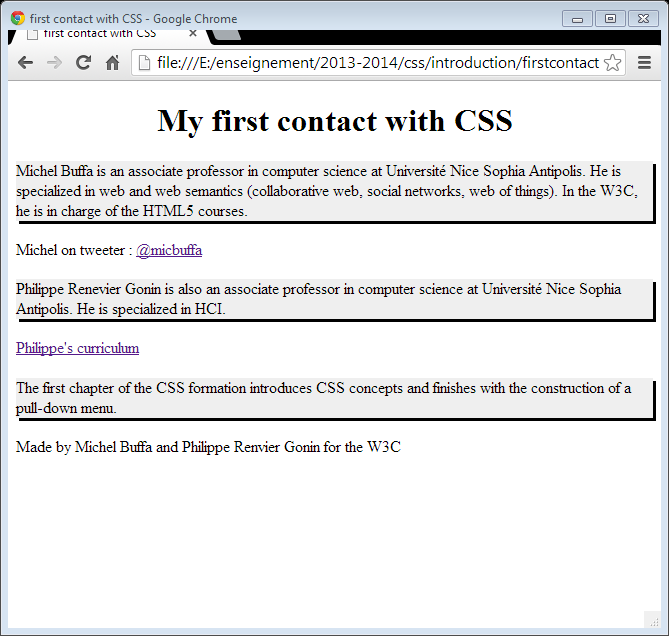 first contact with CSS - Google Chrome
first contact with CSS
file:///E:/enseignement/2013-2014/css/introduction/firstcontact
My first contact with CSS
Michel Buffa is an associate professor in computer science at Université Nice Sophia Antipolis. He is
specialized in web and web semantics (collaborative web, social networks, web of things). In the W3C,
he is in charge of the HTML5 courses.
Michel on tweeter : @micbuffa
Philippe Renevier Gonin is also an associate professor in computer science at Université Nice Sophia
Antipolis. He is specialized in HCI.
Philippe's curriculum
The first chapter of the CSS formation introduces CSS concepts and finishes with the construction of a
pull-down menu.
Made by Michel Buffa and Philippe Renvier Gonin for the W3C